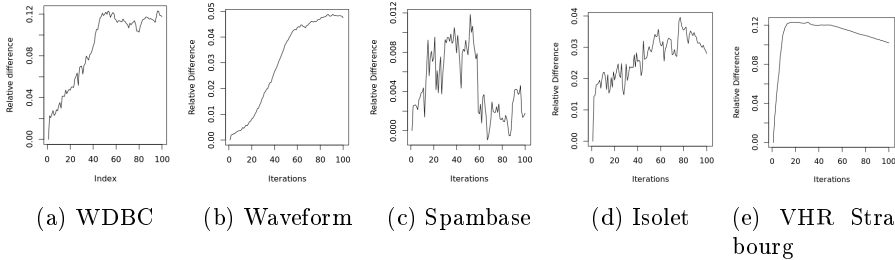 Relative difference
0.00 0.04 0.08 0.12
0 20 40 60 80 100
Index
(a) WDBC
Relative Difference
0.00 0.01 0.02 0.03 0.04 0.05
0 20 40 60 80 100
Iterations
(b) Waveform
Relative Difference
0.000 0.004 0.008 0.012
0 20 40 60 80 100
Iterations
(c) Spambase
Relative Difference
0.00 0.01 0.02 0.03 0.04
0 20 40 60 80 100
Iterations
(d) Isolet
Relative Difference
0.00 0.04 0.08 0.12
0 20 40 60 80 100
Iterations
(e) VHR Stra
bourg